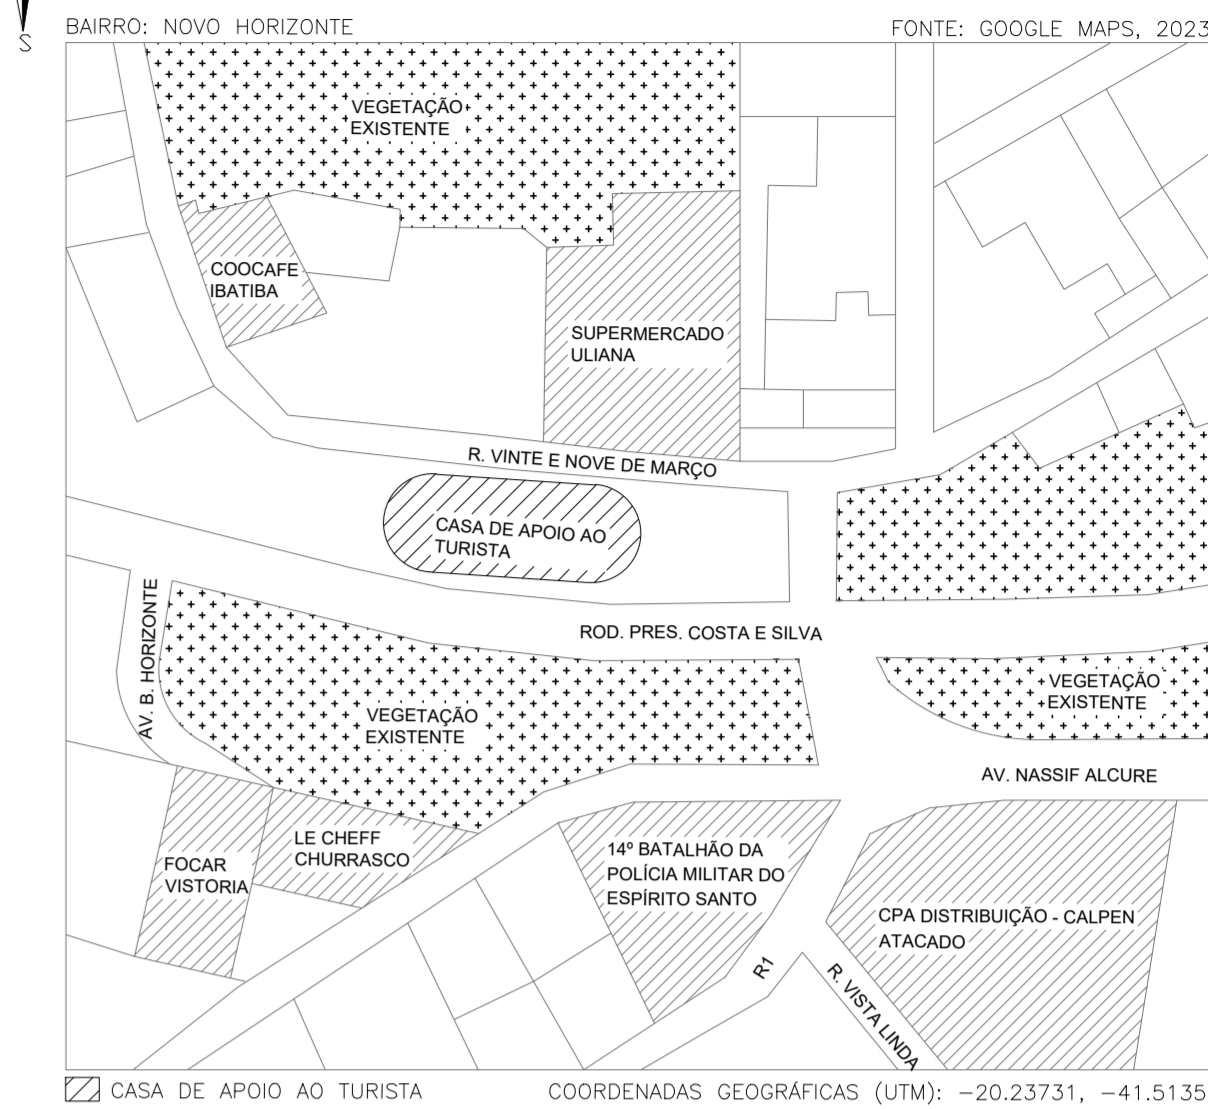 S
BAIRRO: NOVO HORIZONTE
FONTE: GOOGLE MAPS, 2023
VEGETAÇÃO
EXISTENTE
COOCAFE
IBATIBA
SUPERMERCADO
ULIANA
R. VINTE E NOVE DE MARÇO
CASA DE APOIO AO
TURISTA
AV. B. HORIZONTE
ROD. PRES. COSTA E SILVA
VEGETAÇÃO
EXISTENTE
VEGETAÇÃO
EXISTENTE
AV. NASSIF ALCURE
FOCAR
VISTORIA
LE CHEFF
CHURRASCO
14º BATALHÃO DA
POLÍCIA MILITAR DO
ESPÍRITO SANTO
CPA DISTRIBUIÇÃO - CALPEN
ATACADO
R1
R. VISTA LINDA
CASA DE APOIO AO TURISTA
COORDENADAS GEOGRÁFICAS (UTM): -20.23731, -41.5135